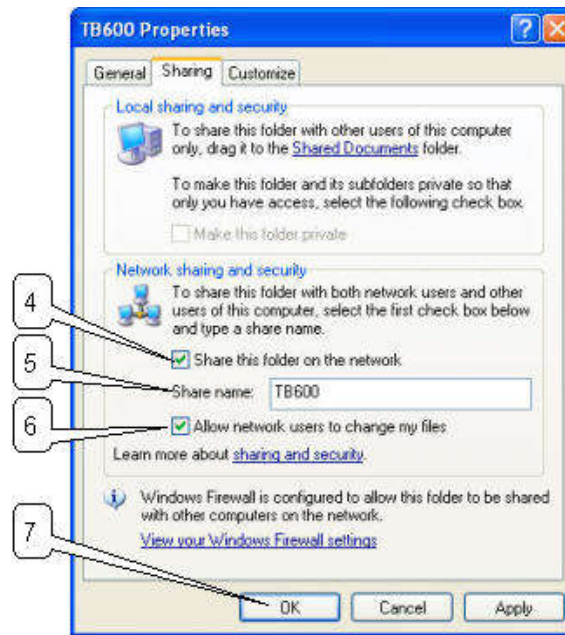 TB600 Properties
General Sharing Customize
Local sharing and security
To share this folder with other users of this computer
only, drag it to the Shared Documents folder.
To make this folder and its subfolders private so that
only you have access, select the following check box
Make this folder private
Network sharing and security
4
To share this folder with both network users and other
users of this computer, select the first check box below
and type a share name.
Share this folder on the network
5
Share name: TB600
6
Allow network users to change my files
Learn more about sharing and security.
Windows Firewall is configured to allow this folder to be shared
with other computers on the network.
7
View your Windows Firewall settings
OK Cancel Apply